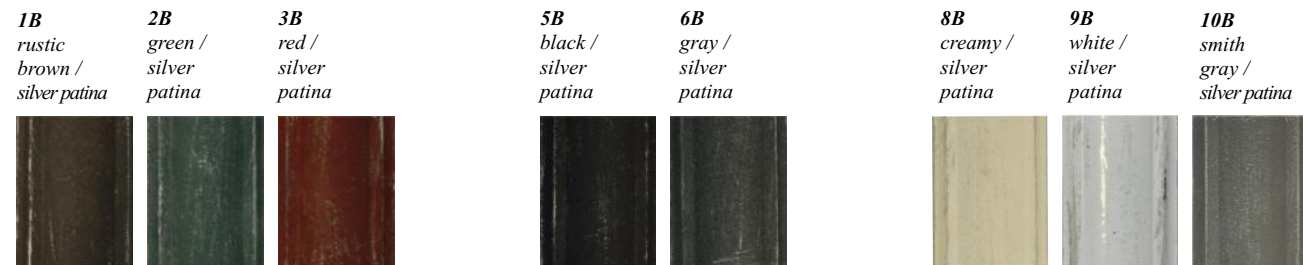 1B
rustic
brown /
silver patina
2B
green /
silver
patina
3B
red /
silver
patina
5B
black /
silver
patina
6B
gray /
silver
patina
8B
creamy /
silver
patina
9B
white /
silver
patina
10B
smith
gray /
silver patina